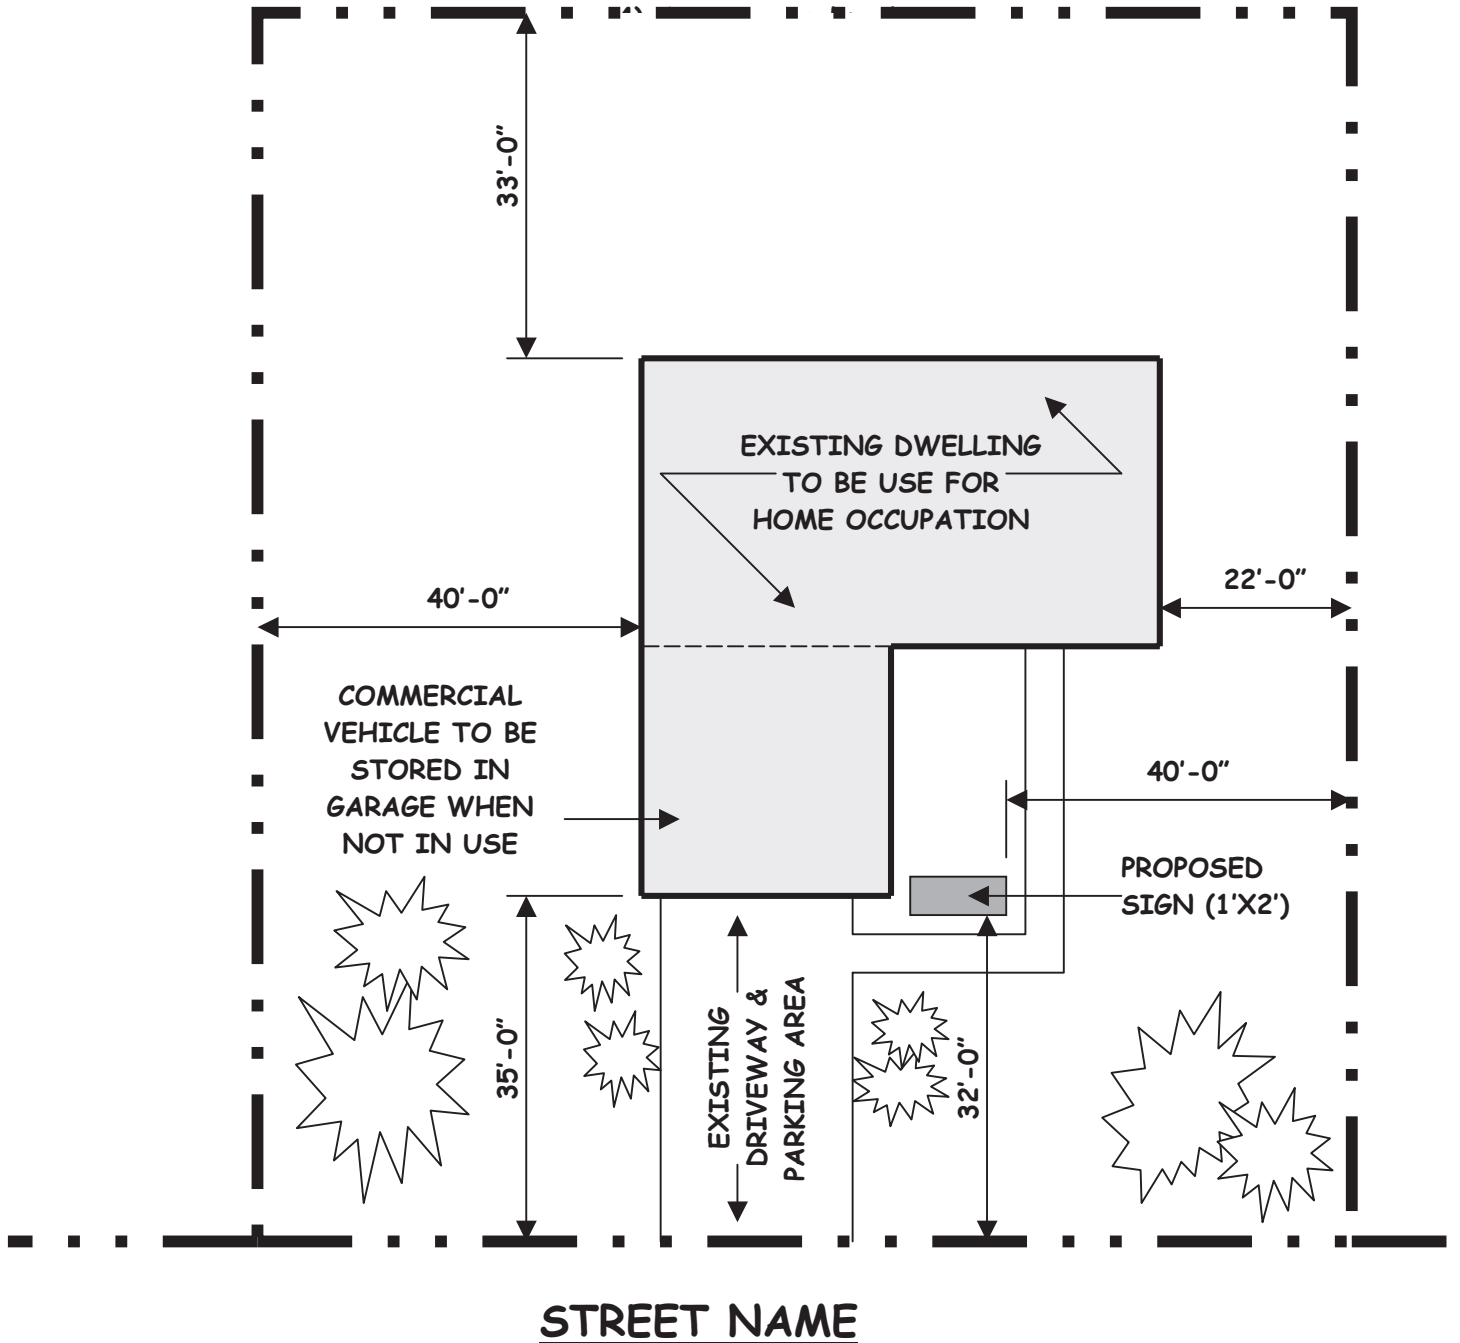 33'-0"
EXISTING DWELLING
TO BE USE FOR
HOME OCCUPATION
22'-0"
40'-0"
COMMERCIAL
VEHICLE TO BE
STORED IN
GARAGE WHEN
NOT IN USE
40'-0"
PROPOSED
SIGN (1'X2')
35'-0"
EXISTING
DRIVEWAY &
PARKING AREA
32'-0"
STREET NAME